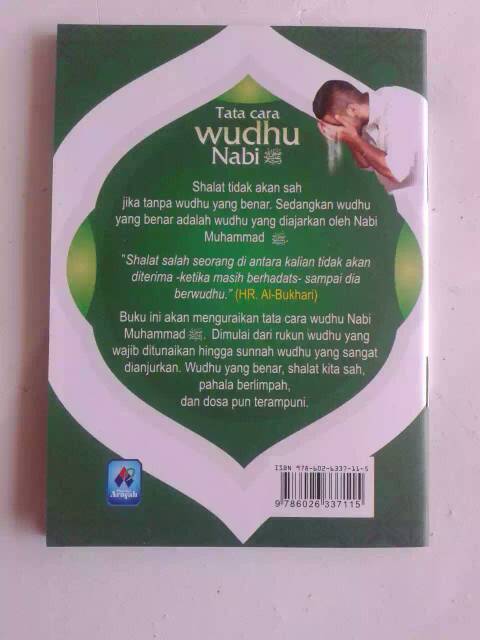 Tata cara
wudhu
Nabi ﷺ
Shalat tidak akan sah
jika tanpa wudhu yang benar. Sedangkan wudhu
yang benar adalah wudhu yang diajarkan oleh Nabi
Muhammad ﷺ.
"Shalat salah seorang di antara kalian tidak akan
diterima -ketika masih berhadats- sampai dia
berwudhu." (HR. Al-Bukhari)
Buku ini akan menguraikan tata cara wudhu Nabi
Muhammad ﷺ. Dimulai dari rukun wudhu yang
wajib ditunaikan hingga sunnah wudhu yang sangat
dianjurkan. Wudhu yang benar, shalat kita sah,
pahala berlimpah,
dan dosa pun terampuni.
ISBN 978-602-6337-11-5
9 786026 337115
Arafah